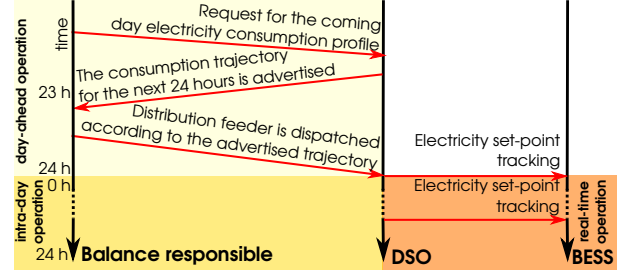 day-ahead operation
time
Request for the coming
day electricity consumption profile
The consumption trajectory
for the next 24 hours is advertised
23 h
Distribution feeder is dispatched
according to the advertised trajectory
Electricity set-point
tracking
24 h
0 h
intra-day
operation
Electricity set-point
tracking
real-time
operation
24 h
Balance responsible
DSO
BESS